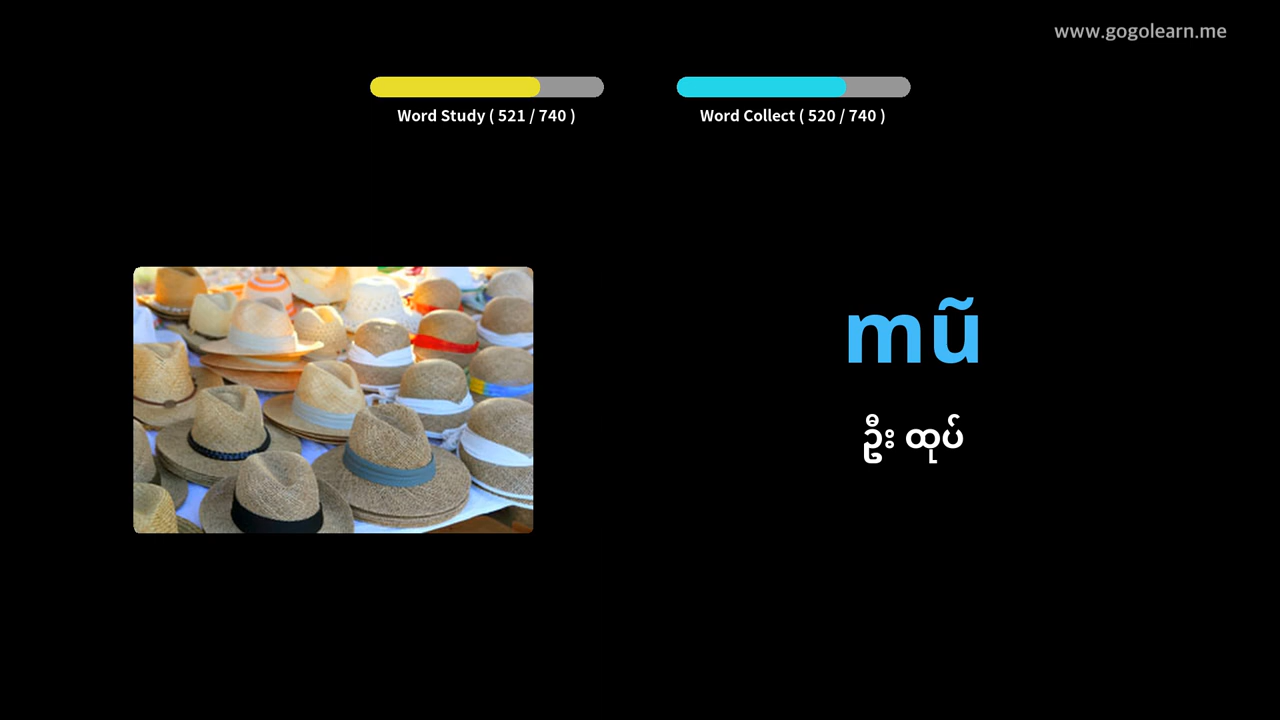 www.gogolearn.me
Word Study ( 521 / 740 )
Word Collect ( 520 / 740 )
mũ
ဦး ထုပ်